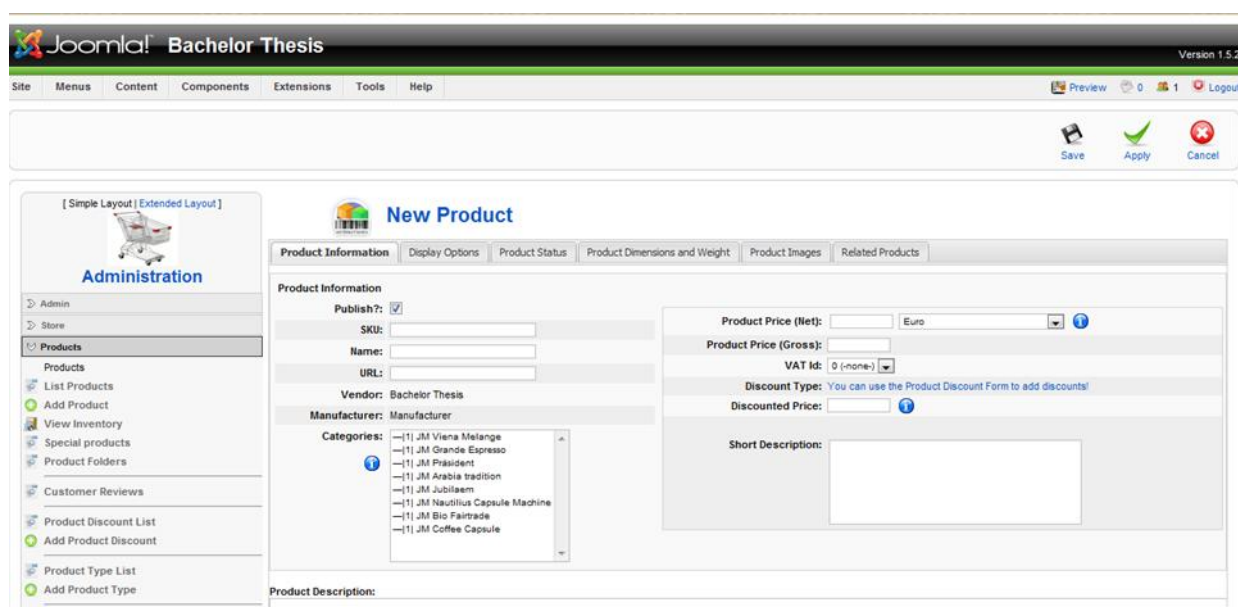 Joomla! Bachelor Thesis
Version 1.5.2
Site Menus Content Components Extensions Tools Help Preview 0 1 Logou
Save Apply Cancel
[ Simple Layout | Extended Layout ]
Administration
Admin
Store
Products
Products
List Products
Add Product
View Inventory
Special products
Product Folders
Customer Reviews
Product Discount List
Add Product Discount
Product Type List
Add Product Type
New Product
Product Information Display Options Product Status Product Dimensions and Weight Product Images Related Products
Product Information
Publish?:
SKU:
Name:
URL:
Vendor: Bachelor Thesis
Manufacturer: Manufacturer
Categories:
—|1| JM Viena Melange
—|1| JM Grande Espresso
—|1| JM Präsident
—|1| JM Arabia tradition
—|1| JM Jubilaem
—|1| JM Nautilius Capsule Machine
—|1| JM Bio Fairtrade
—|1| JM Coffee Capsule
Product Price (Net): Euro
Product Price (Gross):
VAT Id: 0 (-none-)
Discount Type: You can use the Product Discount Form to add discounts!
Discounted Price:
Short Description:
Product Description: